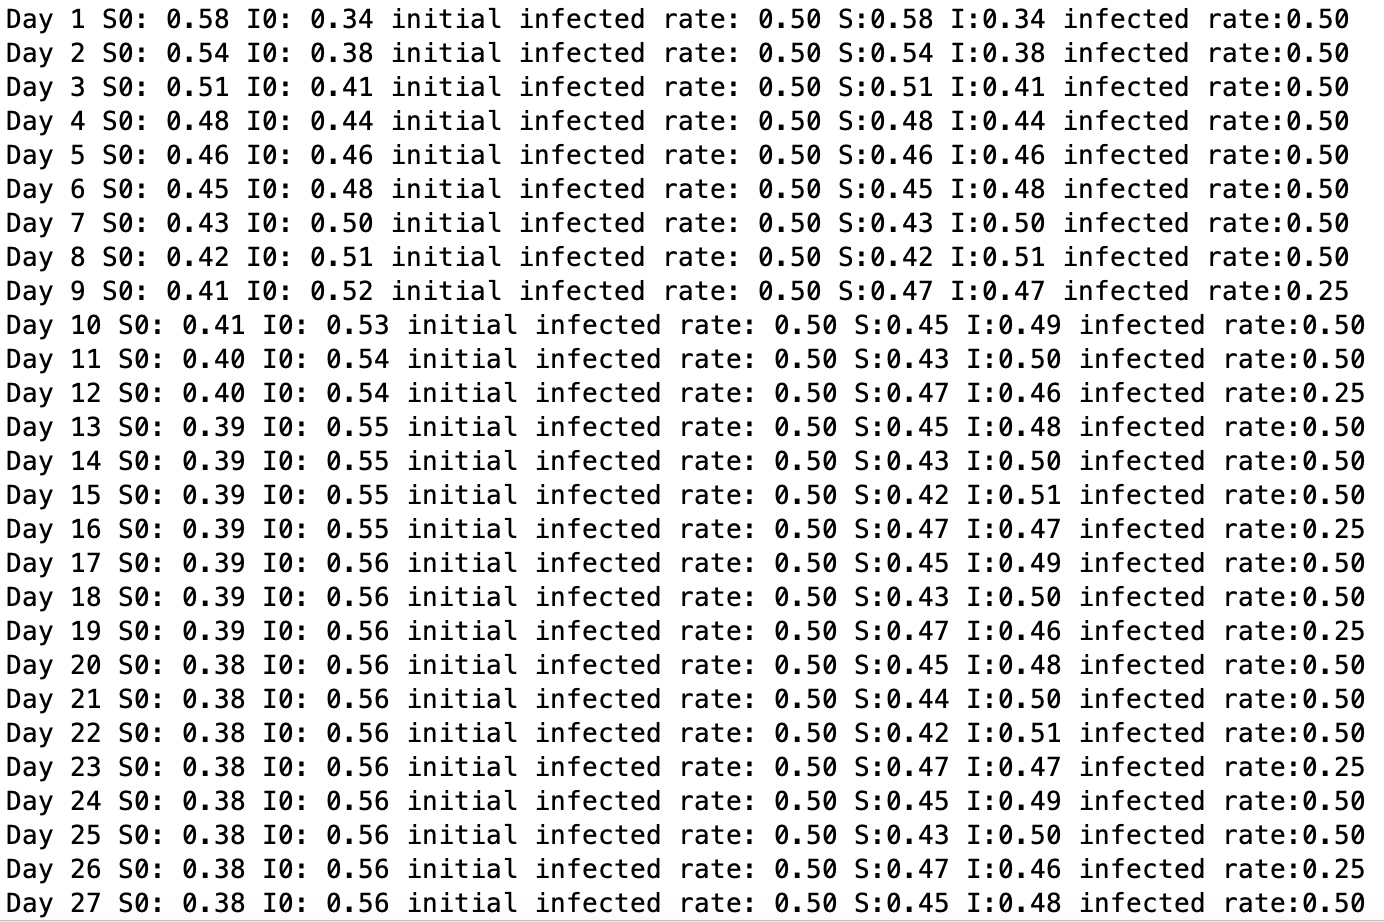 Day 1 S0: 0.58 I0: 0.34 initial infected rate: 0.50 S:0.58 I:0.34 infected rate:0.50
Day 2 S0: 0.54 I0: 0.38 initial infected rate: 0.50 S:0.54 I:0.38 infected rate:0.50
Day 3 S0: 0.51 I0: 0.41 initial infected rate: 0.50 S:0.51 I:0.41 infected rate:0.50
Day 4 S0: 0.48 I0: 0.44 initial infected rate: 0.50 S:0.48 I:0.44 infected rate:0.50
Day 5 S0: 0.46 I0: 0.46 initial infected rate: 0.50 S:0.46 I:0.46 infected rate:0.50
Day 6 S0: 0.45 I0: 0.48 initial infected rate: 0.50 S:0.45 I:0.48 infected rate:0.50
Day 7 S0: 0.43 I0: 0.50 initial infected rate: 0.50 S:0.43 I:0.50 infected rate:0.50
Day 8 S0: 0.42 I0: 0.51 initial infected rate: 0.50 S:0.42 I:0.51 infected rate:0.50
Day 9 S0: 0.41 I0: 0.52 initial infected rate: 0.50 S:0.47 I:0.47 infected rate:0.25
Day 10 S0: 0.41 I0: 0.53 initial infected rate: 0.50 S:0.45 I:0.49 infected rate:0.50
Day 11 S0: 0.40 I0: 0.54 initial infected rate: 0.50 S:0.43 I:0.50 infected rate:0.50
Day 12 S0: 0.40 I0: 0.54 initial infected rate: 0.50 S:0.47 I:0.46 infected rate:0.25
Day 13 S0: 0.39 I0: 0.55 initial infected rate: 0.50 S:0.45 I:0.48 infected rate:0.50
Day 14 S0: 0.39 I0: 0.55 initial infected rate: 0.50 S:0.43 I:0.50 infected rate:0.50
Day 15 S0: 0.39 I0: 0.55 initial infected rate: 0.50 S:0.42 I:0.51 infected rate:0.50
Day 16 S0: 0.39 I0: 0.55 initial infected rate: 0.50 S:0.47 I:0.47 infected rate:0.25
Day 17 S0: 0.39 I0: 0.56 initial infected rate: 0.50 S:0.45 I:0.49 infected rate:0.50
Day 18 S0: 0.39 I0: 0.56 initial infected rate: 0.50 S:0.43 I:0.50 infected rate:0.50
Day 19 S0: 0.39 I0: 0.56 initial infected rate: 0.50 S:0.47 I:0.46 infected rate:0.25
Day 20 S0: 0.38 I0: 0.56 initial infected rate: 0.50 S:0.45 I:0.48 infected rate:0.50
Day 21 S0: 0.38 I0: 0.56 initial infected rate: 0.50 S:0.44 I:0.50 infected rate:0.50
Day 22 S0: 0.38 I0: 0.56 initial infected rate: 0.50 S:0.42 I:0.51 infected rate:0.50
Day 23 S0: 0.38 I0: 0.56 initial infected rate: 0.50 S:0.47 I:0.47 infected rate:0.25
Day 24 S0: 0.38 I0: 0.56 initial infected rate: 0.50 S:0.45 I:0.49 infected rate:0.50
Day 25 S0: 0.38 I0: 0.56 initial infected rate: 0.50 S:0.43 I:0.50 infected rate:0.50
Day 26 S0: 0.38 I0: 0.56 initial infected rate: 0.50 S:0.47 I:0.46 infected rate:0.25
Day 27 S0: 0.38 I0: 0.56 initial infected rate: 0.50 S:0.45 I:0.48 infected rate:0.50